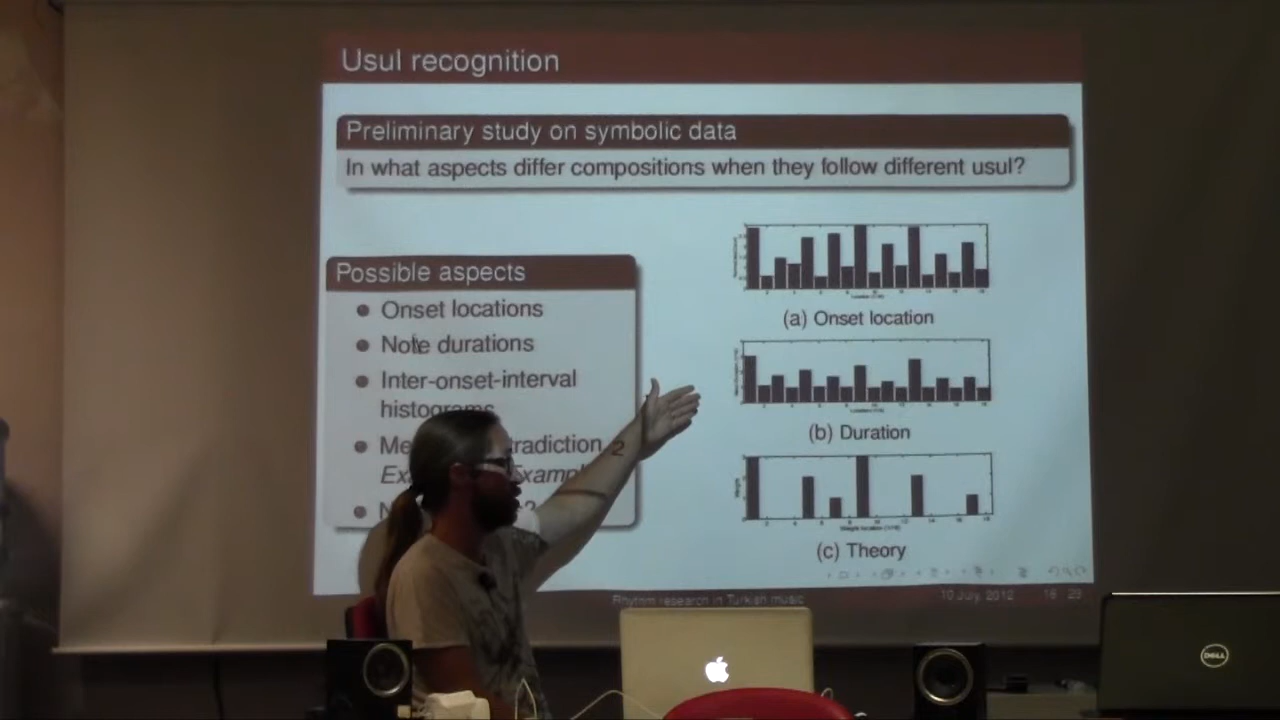 Usul recognition
Preliminary study on symbolic data
In what aspects differ compositions when they follow different usul?
Possible aspects
Onset locations
Note durations
Inter-onset-interval
histograms
(a) Onset location
(b) Duration
(c) Theory
Rhythm research in Turkish music
10 July, 2012
DELL